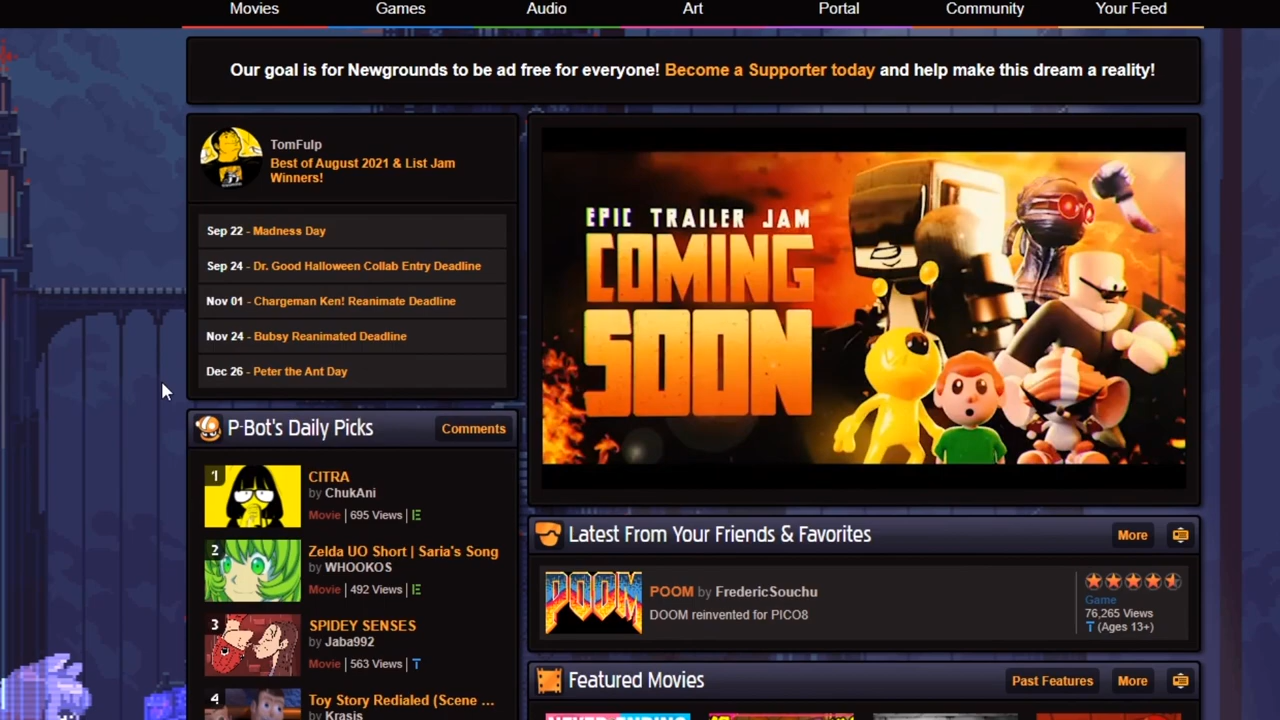 Movies Games Audio Art Portal Community Your Feed
Our goal is for Newgrounds to be ad free for everyone! Become a Supporter today and help make this dream a reality!
TomFulp
Best of August 2021 & List Jam
Winners!
Sep 22 - Madness Day
Sep 24 - Dr. Good Halloween Collab Entry Deadline
Nov 01 - Chargeman Ken! Reanimate Deadline
Nov 24 - Bubsy Reanimated Deadline
Dec 26 - Peter the Ant Day
EPIC TRAILER JAM
COMING
SOON
P-Bot's Daily Picks Comments
1 CITRA
by ChukAni
Movie | 695 Views | E
2 Zelda UO Short | Saria's Song
by WHOOKOS
Movie | 492 Views | E
3 SPIDEY SENSES
by Jaba992
Movie | 563 Views | T
4 Toy Story Redialed (Scene ...
by Krasis
Latest From Your Friends & Favorites More
POOM
POOM by FredericSouchu
DOOM reinvented for PICO8
Game
76,265 Views
T (Ages 13+)
Featured Movies Past Features More